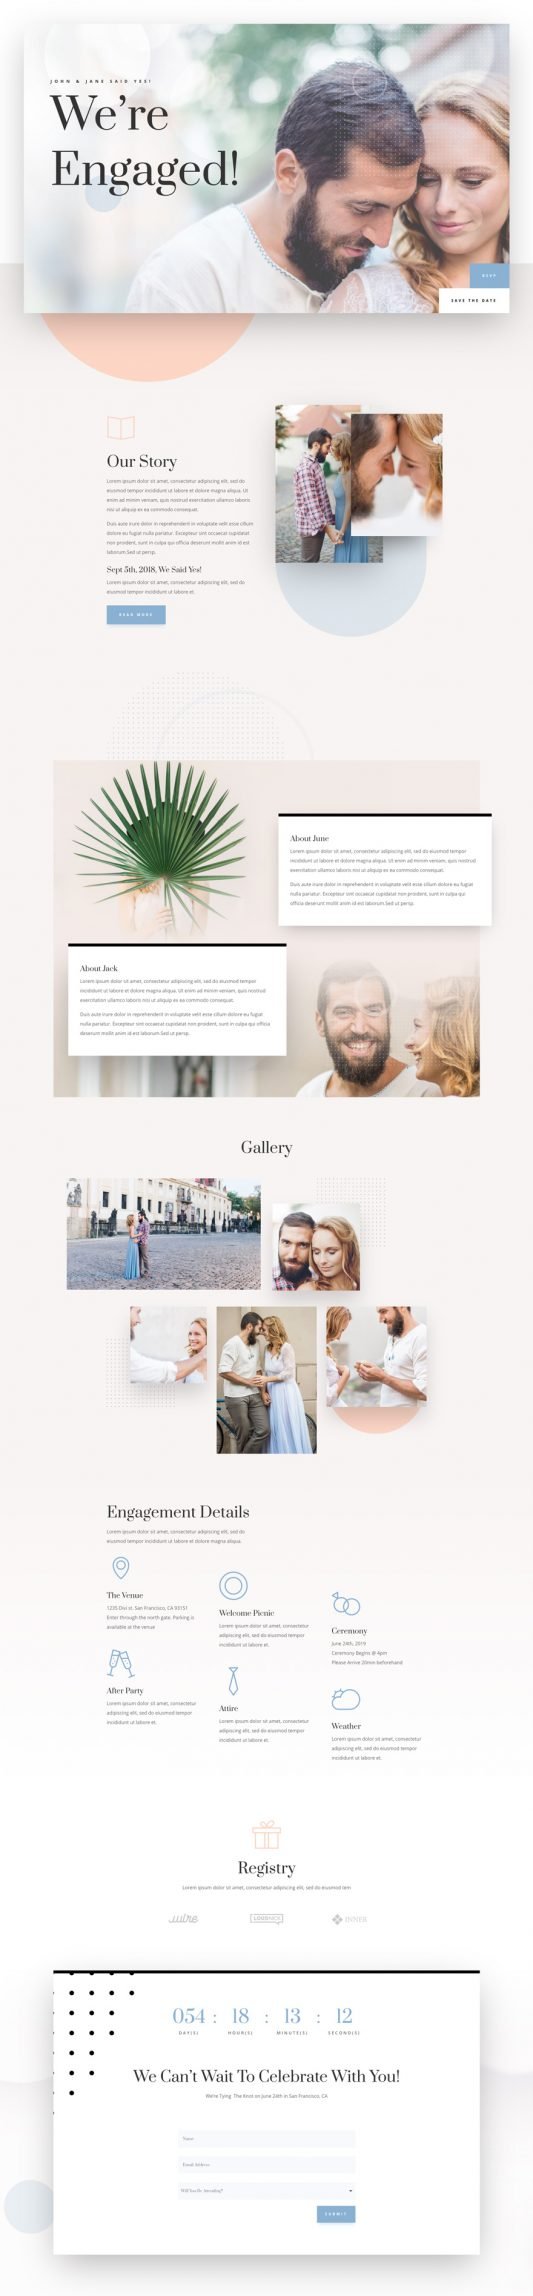 JOHN & JANE SAID YES!
We're
Engaged!
RSVP
SAVE THE DATE
Our Story
Lorem ipsum dolor sit amet, consectetur adipiscing elit, sed do
eiusmod tempor incididunt ut labore et dolore magna aliqua. Ut
enim ad minim veniam, quis nostrud exercitation ullamco laboris
nisi ut aliquip ex ea commodo consequat.
Duis aute irure dolor in reprehenderit in voluptate velit esse cillum
dolore eu fugiat nulla pariatur. Excepteur sint occaecat cupidatat
non proident, sunt in culpa qui officia deserunt mollit anim id est
laborum.Sed ut persp.
Sept 5th, 2018, We Said Yes!
Lorem ipsum dolor sit amet, consectetur adipiscing elit, sed do
eiusmod tempor incididunt ut labore et.
READ MORE
About June
Lorem ipsum dolor sit amet, consectetur adipiscing elit, sed do eiusmod tempor
incididunt ut labore et dolore magna aliqua. Ut enim ad minim veniam, quis nostrud
exercitation ullamco laboris nisi ut aliquip ex ea commodo consequat.
Duis aute irure dolor in reprehenderit in voluptate velit esse cillum dolore eu fugiat
nulla pariatur. Excepteur sint occaecat cupidatat non proident, sunt in culpa qui
officia deserunt mollit anim id est laborum.Sed ut persp.
About Jack
Lorem ipsum dolor sit amet, consectetur adipiscing elit, sed do eiusmod tempor
incididunt ut labore et dolore magna aliqua. Ut enim ad minim veniam, quis nostrud
exercitation ullamco laboris nisi ut aliquip ex ea commodo consequat.
Duis aute irure dolor in reprehenderit in voluptate velit esse cillum dolore eu fugiat
nulla pariatur. Excepteur sint occaecat cupidatat non proident, sunt in culpa qui officia
deserunt mollit anim id est laborum.Sed ut persp.
Gallery
Engagement Details
Lorem ipsum dolor sit amet, consectetur adipiscing elit, sed do
eiusmod tempor incididunt ut labore et dolore magna aliqua.
The Venue
1235 Divi st. San Francisco, CA 93151
Enter through the north gate. Parking is
available at the venue
Welcome Picnic
Lorem ipsum dolor sit amet, consectetur
adipiscing elit, sed do eiusmod tempor
incididunt ut labore et.
Ceremony
June 24th, 2019
Ceremony Begins @ 4pm
Please Arrive 20min beforehand
After Party
Lorem ipsum dolor sit amet, consectetur
adipiscing elit, sed do eiusmod tempor
incididunt ut labore et.
Attire
Lorem ipsum dolor sit amet, consectetur
adipiscing elit, sed do eiusmod tempor
incididunt ut labore et.
Weather
Lorem ipsum dolor sit amet, consectetur
adipiscing elit, sed do eiusmod tempor
incididunt ut labore et.
Registry
Lorem ipsum dolor sit amet, consectetur adipiscing elit, sed do eiusmod tem
LOUDNICK
INNER
054 : 18 : 13 : 12
DAY(S) HOUR(S) MINUTE(S) SECOND(S)
We Can't Wait To Celebrate With You!
We're Tying The Knot on June 24th in San Francisco, CA
Name
Email Address
Will You Be Attending?
SUBMIT